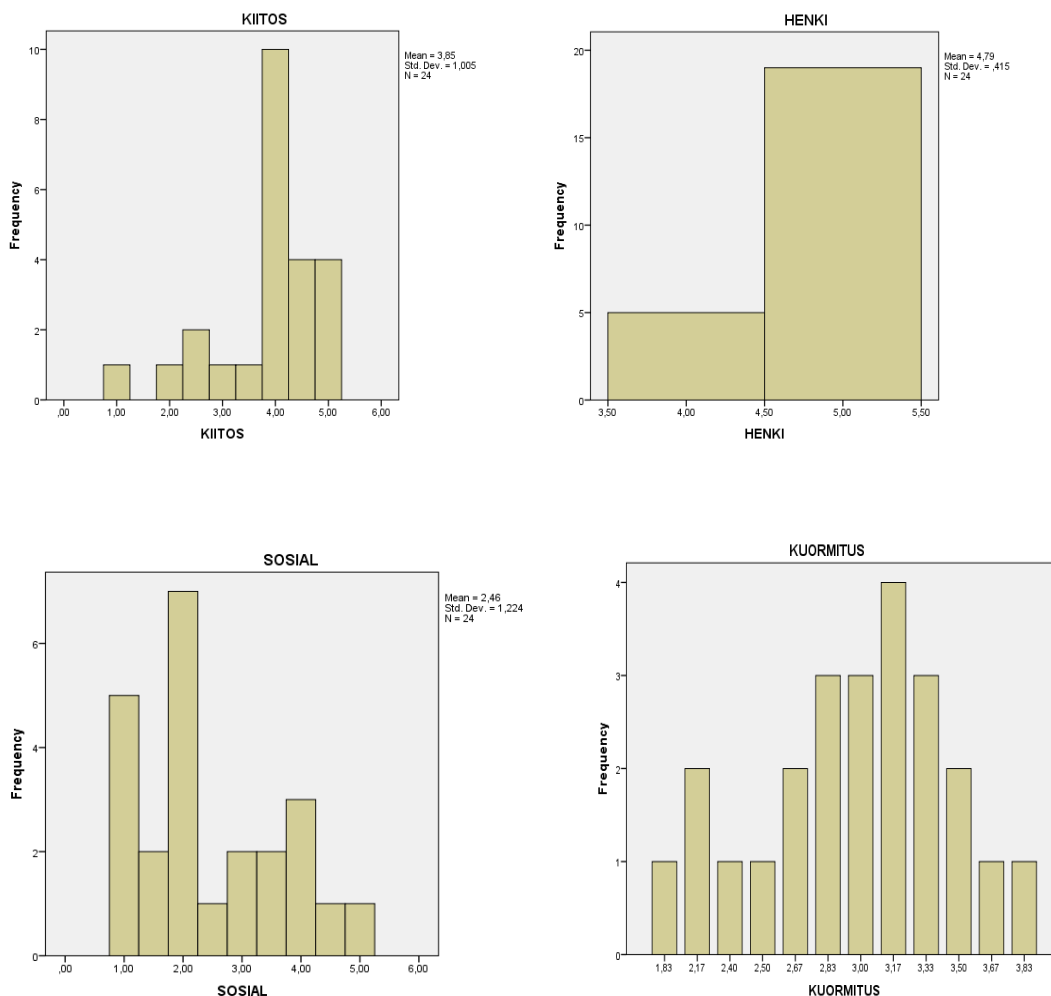 KIITOS
Mean = 3,85
Std. Dev. = 1,005
N = 24
Frequency
10
8
6
4
2
0
,00 1,00 2,00 3,00 4,00 5,00 6,00
KIITOS
HENKI
Mean = 4,79
Std. Dev. = ,415
N = 24
Frequency
20
15
10
5
0
3,50 4,00 4,50 5,00 5,50
HENKI
SOSIAL
Mean = 2,46
Std. Dev. = 1,224
N = 24
Frequency
6
4
2
0
,00 1,00 2,00 3,00 4,00 5,00 6,00
SOSIAL
KUORMITUS
Frequency
4
3
2
1
0
1,83 2,17 2,40 2,50 2,67 2,83 3,00 3,17 3,33 3,50 3,67 3,83
KUORMITUS